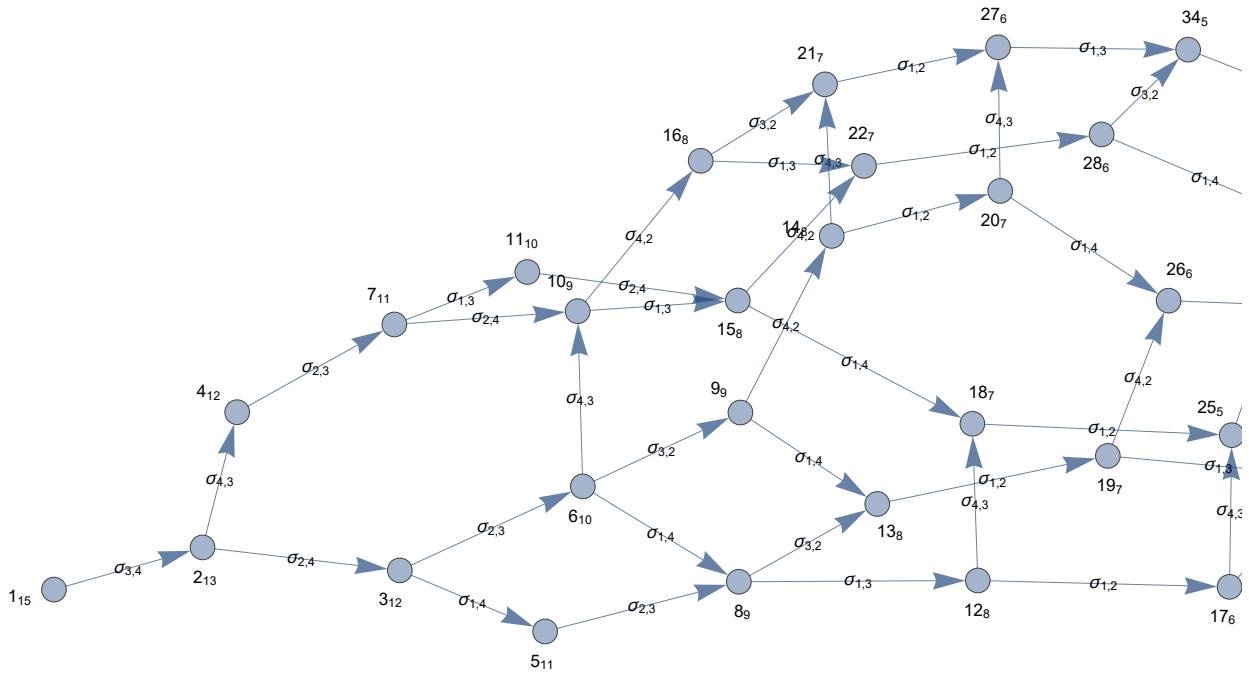 27₆
34₅
21₇
σ₁,₃
σ₁,₂
σ₃,₂
σ₄,₃
σ₃,₂
16₈
22₇
σ₁,₂
σ₁,₃
σ₄,₃
28₆
σ₁,₄
20₇
σ₁,₂
14₈
σ₄,₂
σ₄,₂
σ₁,₄
11₁₀
10₉
26₆
σ₂,₄
7₁₁
σ₁,₃
σ₁,₃
σ₂,₄
15₈
σ₄,₂
σ₁,₄
σ₂,₃
σ₄,₂
4₁₂
9₉
18₇
25₅
σ₄,₃
σ₁,₂
σ₃,₂
σ₁,₄
σ₁,₃
σ₄,₃
σ₁,₂
19₇
σ₄,₃
σ₄,₃
6₁₀
σ₂,₃
σ₁,₄
13₈
σ₃,₂
σ₂,₄
σ₃,₄
2₁₃
3₁₂
σ₁,₄
σ₁,₃
σ₁,₂
1₁₅
σ₂,₃
8₉
12₈
17₆
5₁₁